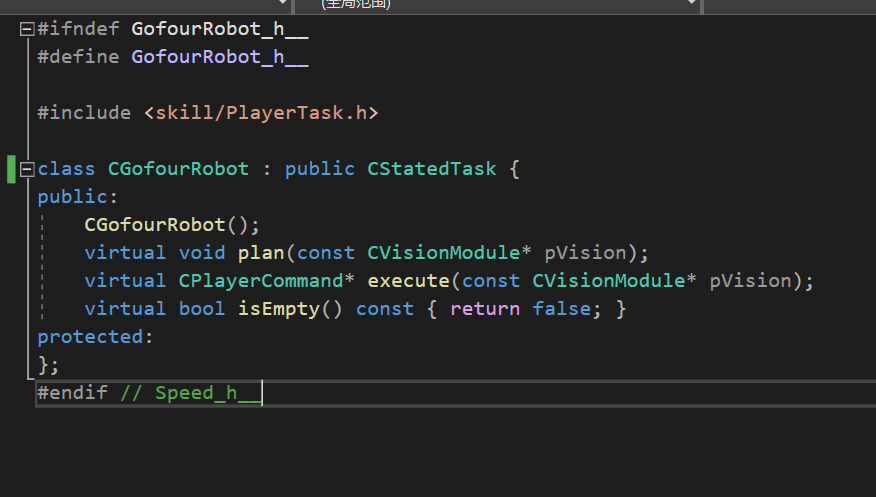 (全局范围)
#ifndef GofourRobot_h__
#define GofourRobot_h__
#include <skill/PlayerTask.h>
class CGofourRobot : public CStatedTask {
public:
CGofourRobot();
virtual void plan(const CVisionModule* pVision);
virtual CPlayerCommand* execute(const CVisionModule* pVision);
virtual bool isEmpty() const { return false; }
protected:
};
#endif // Speed_h__